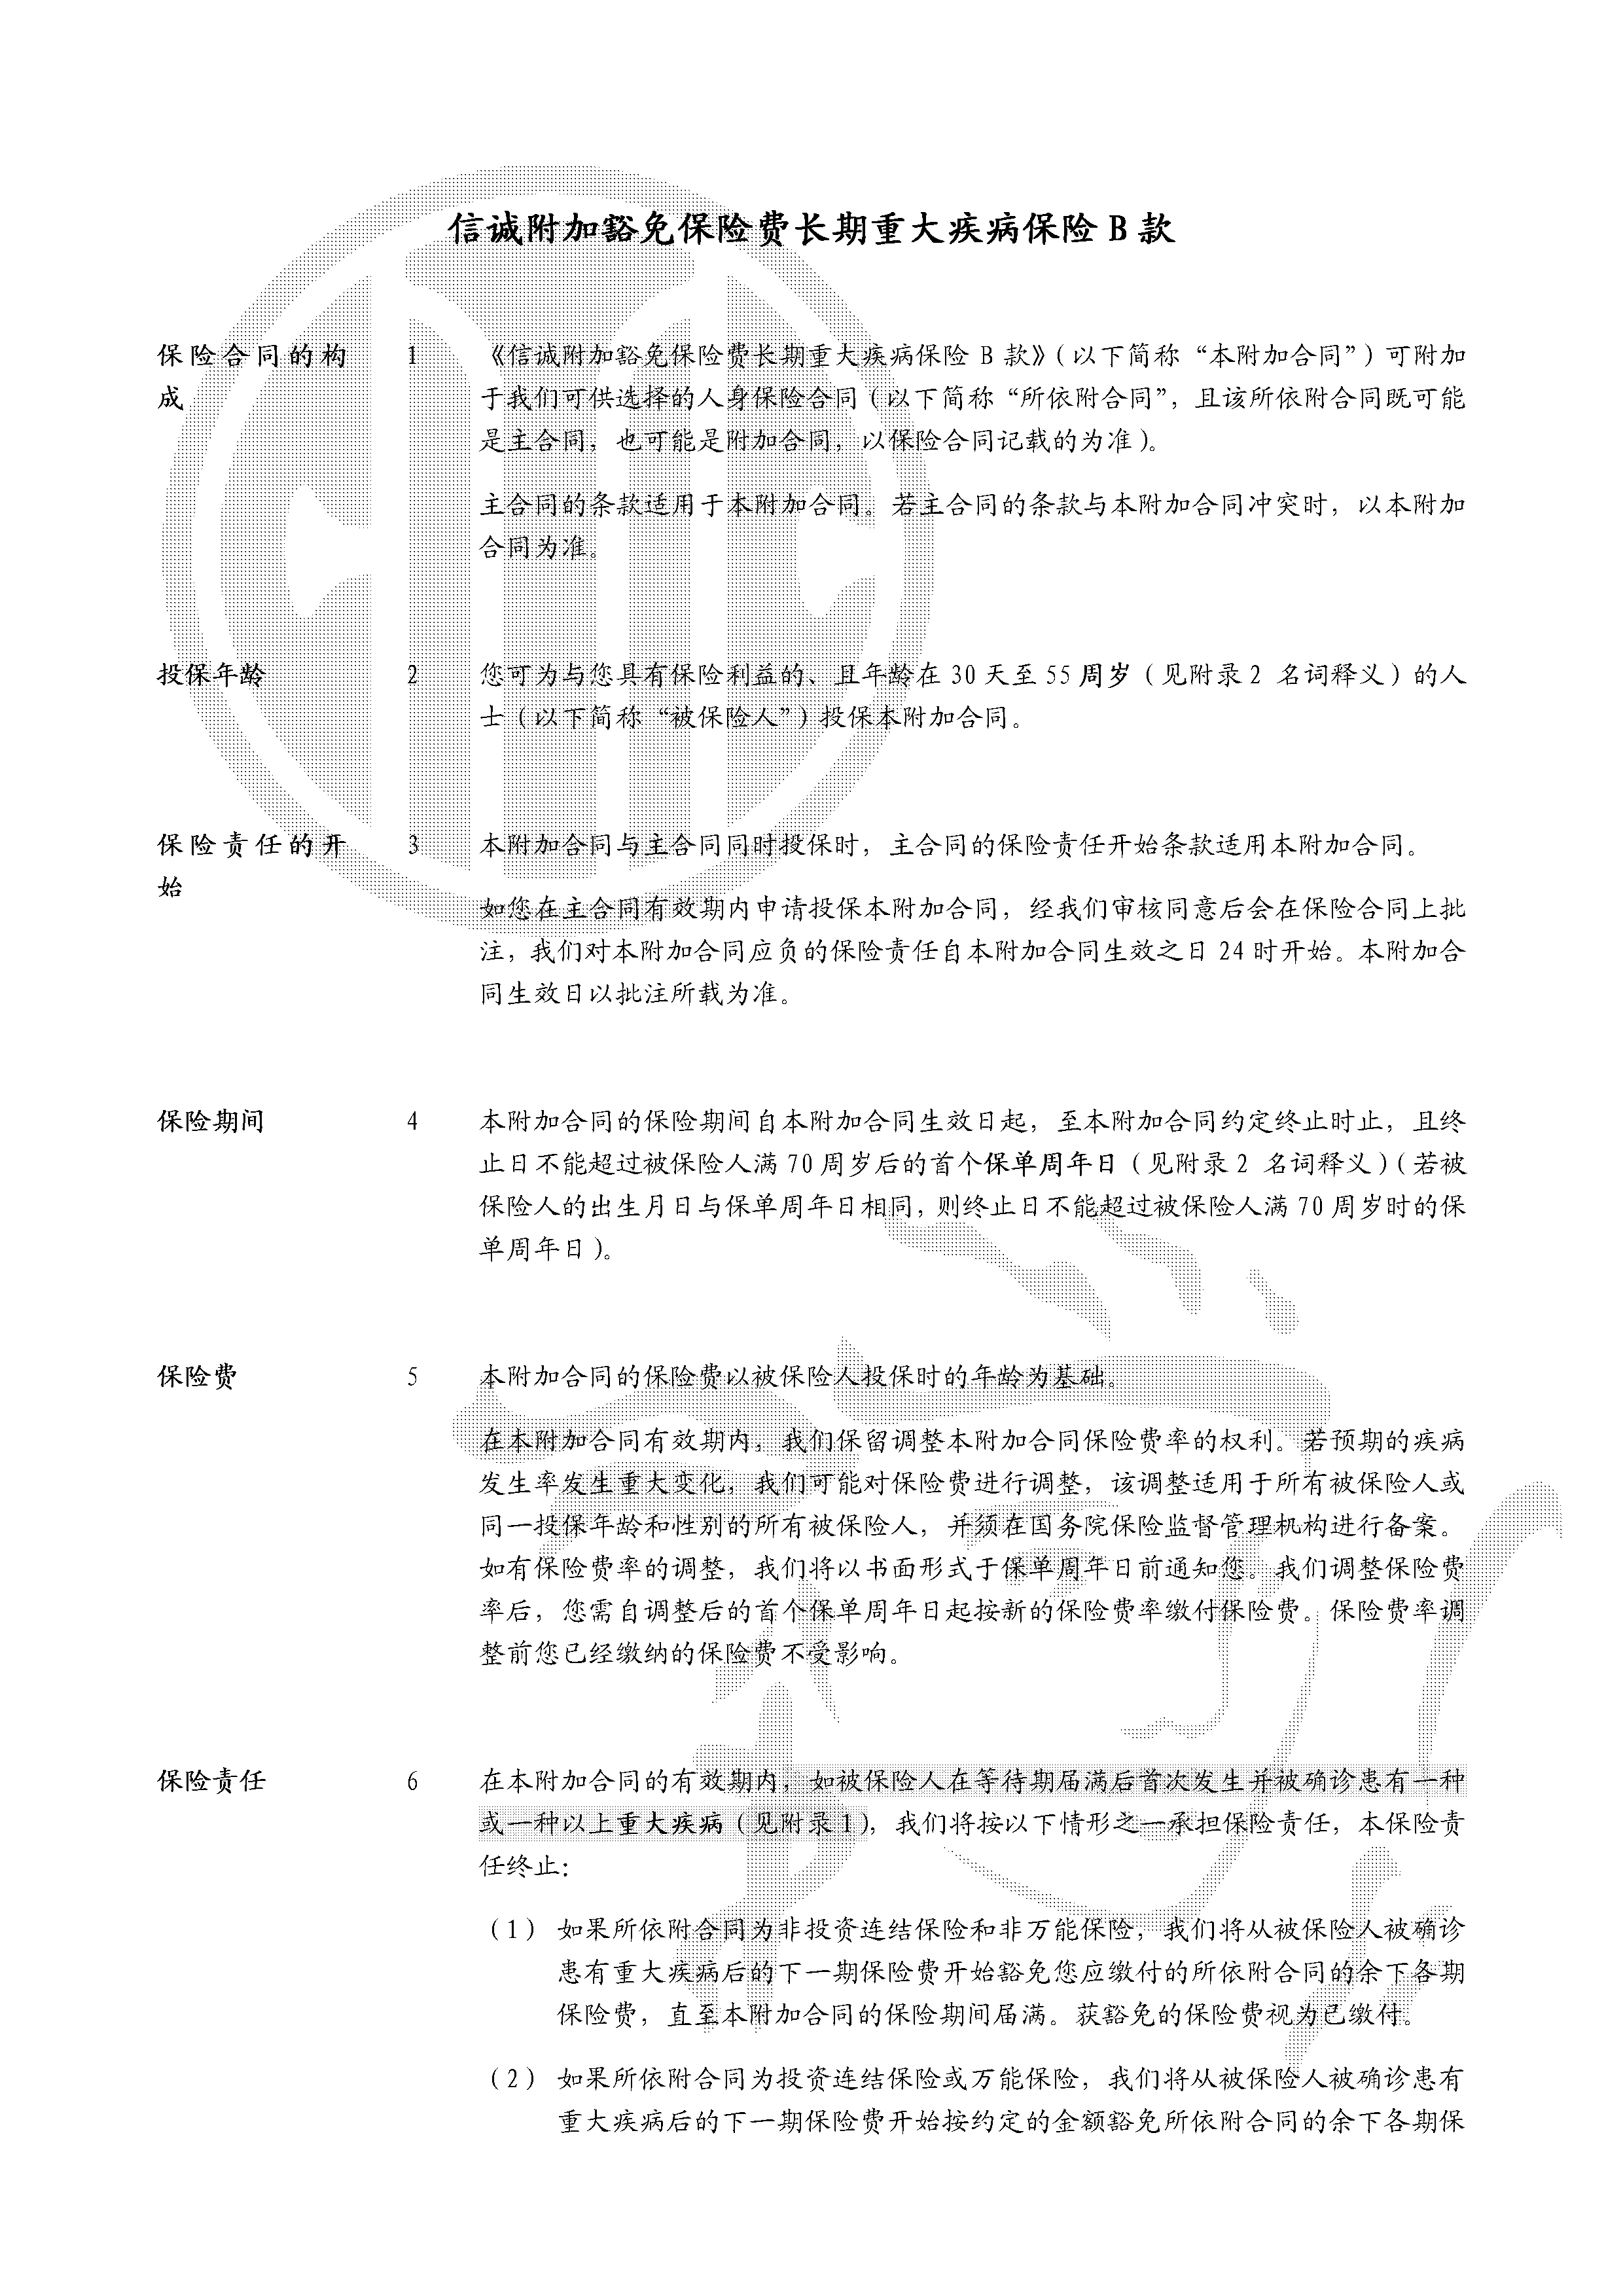 信诚附加豁免保险费长期重大疾病保险 B 款
保险合同的构成
1
《信诚附加豁免保险费长期重大疾病保险 B 款》（以下简称“本附加合同”）可附加
于我们可供选择的人身保险合同（以下简称“所依附合同”，且该所依附合同既可能
是主合同，也可能是附加合同，以保险合同记载的为准）。
主合同的条款适用于本附加合同。若主合同的条款与本附加合同冲突时，以本附加
合同为准。
投保年龄
2
您可为与您具有保险利益的、且年龄在 30 天至 55 周岁（见附录 2 名词释义）的人
士（以下简称“被保险人”）投保本附加合同。
保险责任的开始
3
本附加合同与主合同同时投保时，主合同的保险责任开始条款适用本附加合同。
如您在主合同有效期内申请投保本附加合同，经我们审核同意后会在保险合同上批
注，我们对本附加合同应负的保险责任自本附加合同生效之日 24 时开始。本附加合
同生效日以批注所载为准。
保险期间
4
本附加合同的保险期间自本附加合同生效日起，至本附加合同约定终止时止，且终
止日不能超过被保险人满 70 周岁后的首个保单周年日（见附录 2 名词释义）（若被
保险人的出生月日与保单周年日相同，则终止日不能超过被保险人满 70 周岁时的保
单周年日）。
保险费
5
本附加合同的保险费以被保险人投保时的年龄为基础。
在本附加合同有效期内，我们保留调整本附加合同保险费率的权利。若预期的疾病
发生率发生重大变化，我们可能对保险费进行调整，该调整适用于所有被保险人或
同一投保年龄和性别的所有被保险人，并须在国务院保险监督管理机构进行备案。
如有保险费率的调整，我们将以书面形式于保单周年日前通知您。我们调整保险费
率后，您需自调整后的首个保单周年日起按新的保险费率缴付保险费。保险费率调
整前您已经缴纳的保险费不受影响。
保险责任
6
在本附加合同的有效期内，如被保险人在等待期届满后首次发生并被确诊患有一种
或一种以上重大疾病（见附录 1），我们将按以下情形之一承担保险责任，本保险责
任终止：
（1） 如果所依附合同为非投资连结保险和非万能保险，我们将从被保险人被确诊
患有重大疾病后的下一期保险费开始豁免您应缴付的所依附合同的余下各期
保险费，直至本附加合同的保险期间届满。获豁免的保险费视为已缴付。
（2） 如果所依附合同为投资连结保险或万能保险，我们将从被保险人被确诊患有
重大疾病后的下一期保险费开始按约定的金额豁免所依附合同的余下各期保